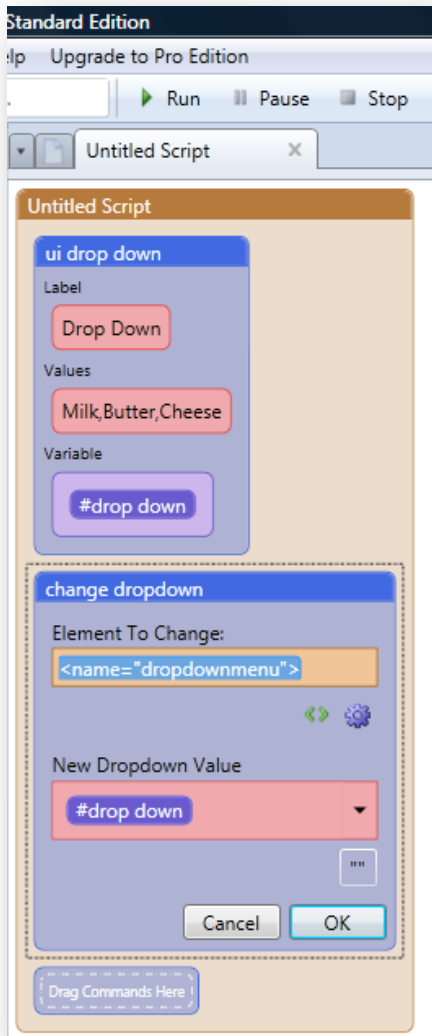 Standard Edition
elp Upgrade to Pro Edition
. Run Pause Stop
Untitled Script
Untitled Script
ui drop down
Label
Drop Down
Values
Milk,Butter,Cheese
Variable
#drop down
change dropdown
Element To Change:
<name="dropdownmenu">
New Dropdown Value
#drop down
""
Cancel OK
Drag Commands Here